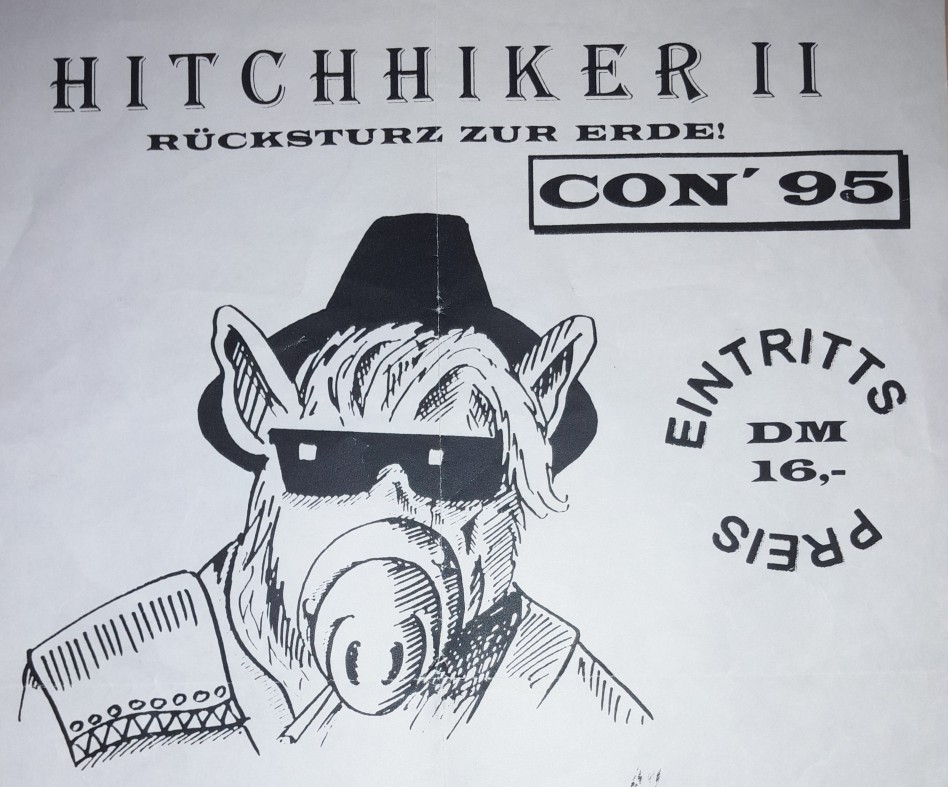 HITCHHIKER II
RÜCKSTURZ ZUR ERDE!
CON´ 95
EINTRITTS
DM
16,-
PREIS